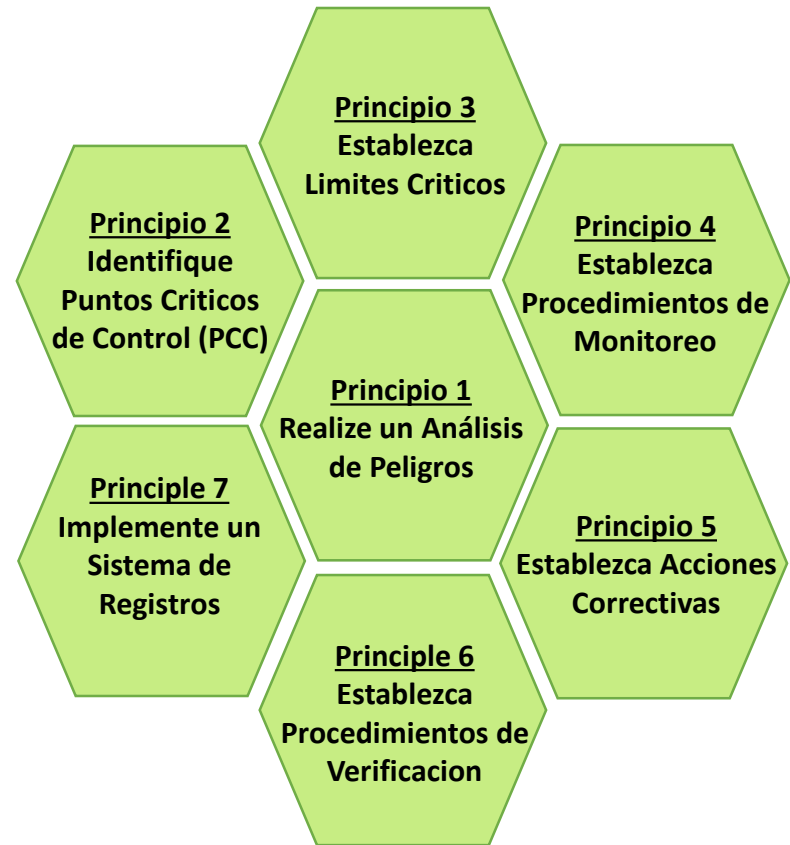 Principio 3
Establezca
Limites Criticos
Principio 2
Identifique
Puntos Criticos
de Control (PCC)
Principio 4
Establezca
Procedimientos de
Monitoreo
Principio 1
Realize un Análisis
de Peligros
Principle 7
Implemente un
Sistema de
Registros
Principio 5
Establezca Acciones
Correctivas
Principle 6
Establezca
Procedimientos de
Verificacion